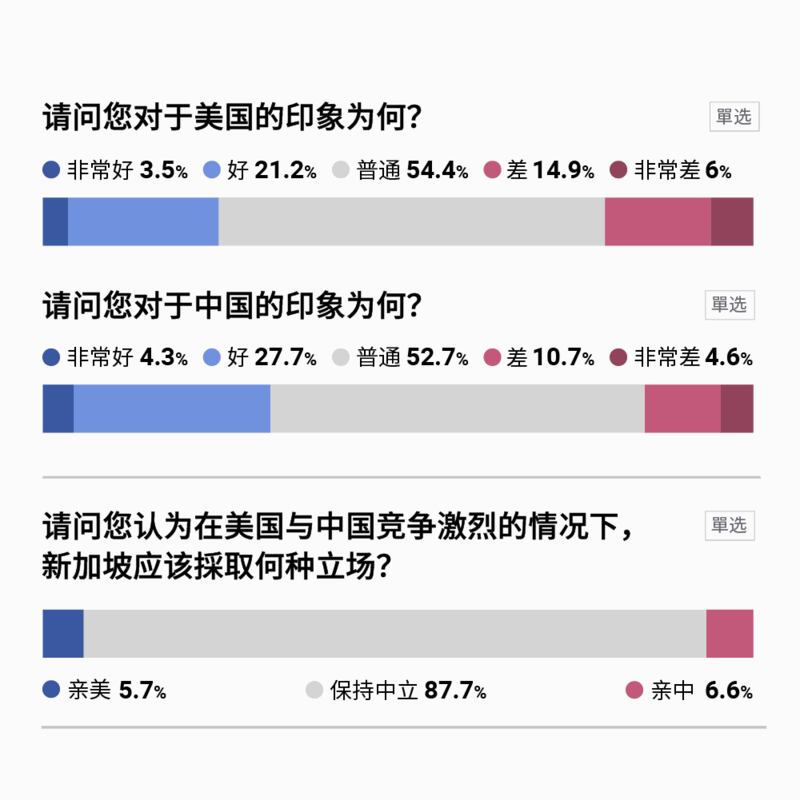 请问您对于美国的印象为何？
單选
非常好 3.5% 好 21.2% 普通 54.4% 差 14.9% 非常差 6%
请问您对于中国的印象为何？
單选
非常好 4.3% 好 27.7% 普通 52.7% 差 10.7% 非常差 4.6%
请问您认为在美国与中国竞争激烈的情况下，
單选
新加坡应该採取何种立场？
亲美 5.7% 保持中立 87.7% 亲中 6.6%